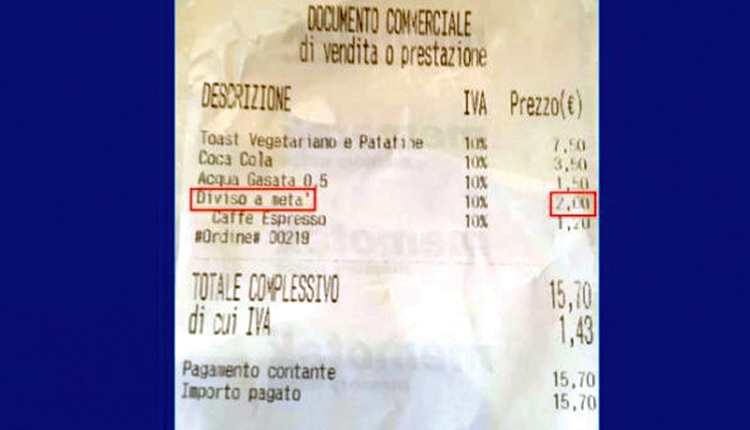 DOCUMENTO COMMERCIALE
di vendita o prestazione
DESCRIZIONE IVA Prezzo(€)
Toast Vegetariano e Patatine 10% 7,50
Coca Cola 10% 3,50
Acqua Gasata 0,5 10% 1,50
Diviso a meta' 10% 2,00
Caffe Espresso 10% 1,20
#Ordine# 00219
TOTALE COMPLESSIVO 15,70
di cui IVA 1,43
Pagamento contante 15,70
Importo pagato 15,70